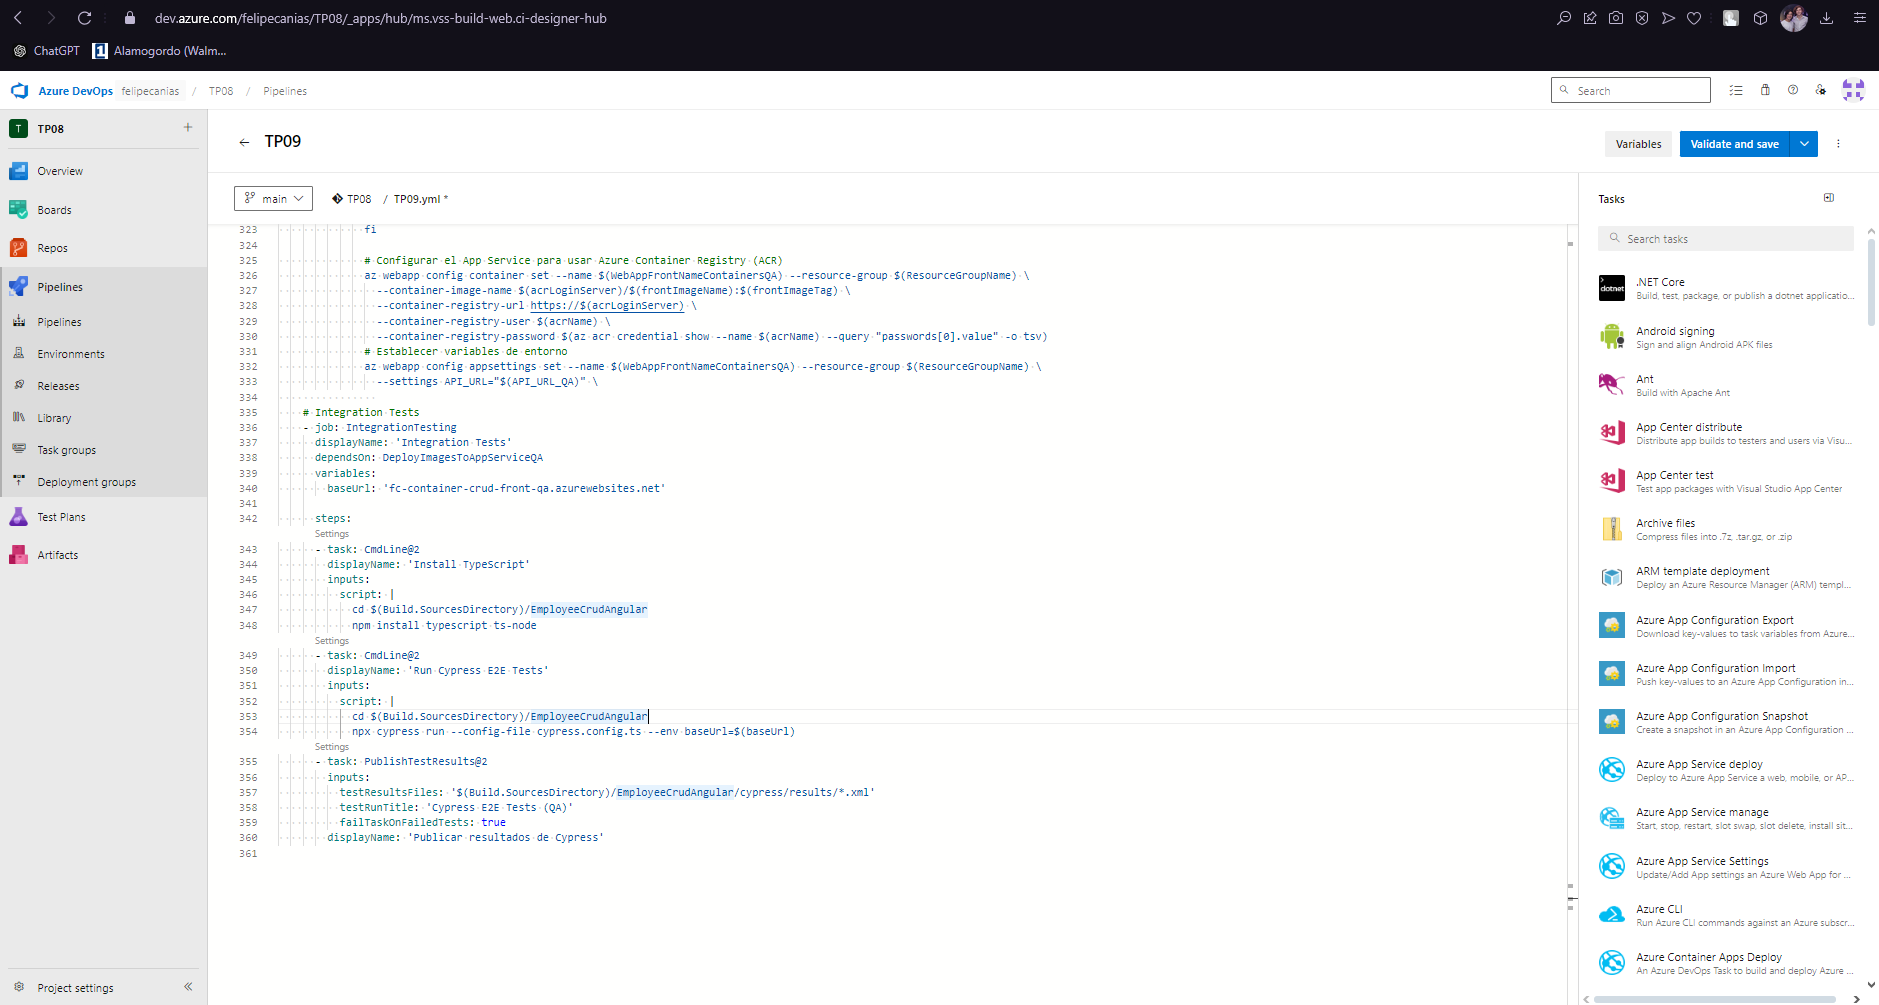 dev.azure.com/felipecanias/TP08/_apps/hub/ms.vss-build-web.ci-designer-hub
ChatGPT
1 Alamogordo (Walm...
Azure DevOps felipecanias / TP08 / Pipelines
Search
T TP08 +
Overview
Boards
Repos
Pipelines
Pipelines
Environments
Releases
Library
Task groups
Deployment groups
Test Plans
Artifacts
Project settings
TP09
Variables
Validate and save
main
TP08 / TP09.yml *
323 fi
324
325 # Configurar el App Service para usar Azure Container Registry (ACR)
326 az webapp config container set --name $(WebAppFrontNameContainersQA) --resource-group $(ResourceGroupName) \
327 --container-image-name $(acrLoginServer)/$(frontImageName):$(frontImageTag) \
328 --container-registry-url https://$(acrLoginServer) \
329 --container-registry-user $(acrName) \
330 --container-registry-password $(az acr credential show --name $(acrName) --query "passwords[0].value" -o tsv)
331 # Establecer variables de entorno
332 az webapp config appsettings set --name $(WebAppFrontNameContainersQA) --resource-group $(ResourceGroupName) \
333 --settings API_URL="$(API_URL_QA)" \
334
335 # Integration Tests
336 - job: IntegrationTesting
337 displayName: 'Integration Tests'
338 dependsOn: DeployImagesToAppServiceQA
339 variables:
340 baseUrl: 'fc-container-crud-front-qa.azurewebsites.net'
341
342 steps:
Settings
343 - task: CmdLine@2
344 displayName: 'Install TypeScript'
345 inputs:
346 script: |
347 cd $(Build.SourcesDirectory)/EmployeeCrudAngular
348 npm install typescript ts-node
Settings
349 - task: CmdLine@2
350 displayName: 'Run Cypress E2E Tests'
351 inputs:
352 script: |
353 cd $(Build.SourcesDirectory)/EmployeeCrudAngular
354 npx cypress run --config-file cypress.config.ts --env baseUrl=$(baseUrl)
Settings
355 - task: PublishTestResults@2
356 inputs:
357 testResultsFiles: '$(Build.SourcesDirectory)/EmployeeCrudAngular/cypress/results/*.xml'
358 testRunTitle: 'Cypress E2E Tests (QA)'
359 failTaskOnFailedTests: true
360 displayName: 'Publicar resultados de Cypress'
361
Tasks
Search tasks
dotnet
.NET Core
Build, test, package, or publish a dotnet applicatio...
Android signing
Sign and align Android APK files
Ant
Build with Apache Ant
App Center distribute
Distribute app builds to testers and users via Visu...
App Center test
Test app packages with Visual Studio App Center
Archive files
Compress files into .7z, .tar.gz, or .zip
ARM template deployment
Deploy an Azure Resource Manager (ARM) templ...
Azure App Configuration Export
Download key-values to task variables from Azure...
Azure App Configuration Import
Push key-values to an Azure App Configuration in...
Azure App Configuration Snapshot
Create a snapshot in an Azure App Configuration ...
Azure App Service deploy
Deploy to Azure App Service a web, mobile, or AP...
Azure App Service manage
Start, stop, restart, slot swap, slot delete, install sit...
Azure App Service Settings
Update/Add App settings an Azure Web App for ...
Azure CLI
Run Azure CLI commands against an Azure subscr...
Azure Container Apps Deploy
An Azure DevOps Task to build and deploy Azure ...